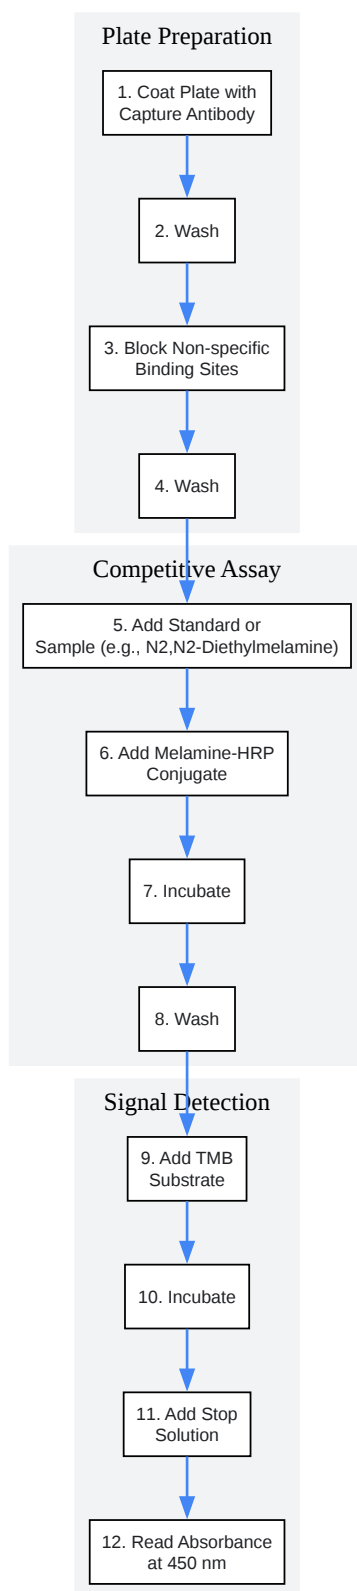 Plate Preparation
1. Coat Plate with
Capture Antibody
2. Wash
3. Block Non-specific
Binding Sites
4. Wash
Competitive Assay
5. Add Standard or
Sample (e.g., N2,N2-Diethylmelamine)
6. Add Melamine-HRP
Conjugate
7. Incubate
8. Wash
Signal Detection
9. Add TMB
Substrate
10. Incubate
11. Add Stop
Solution
12. Read Absorbance
at 450 nm